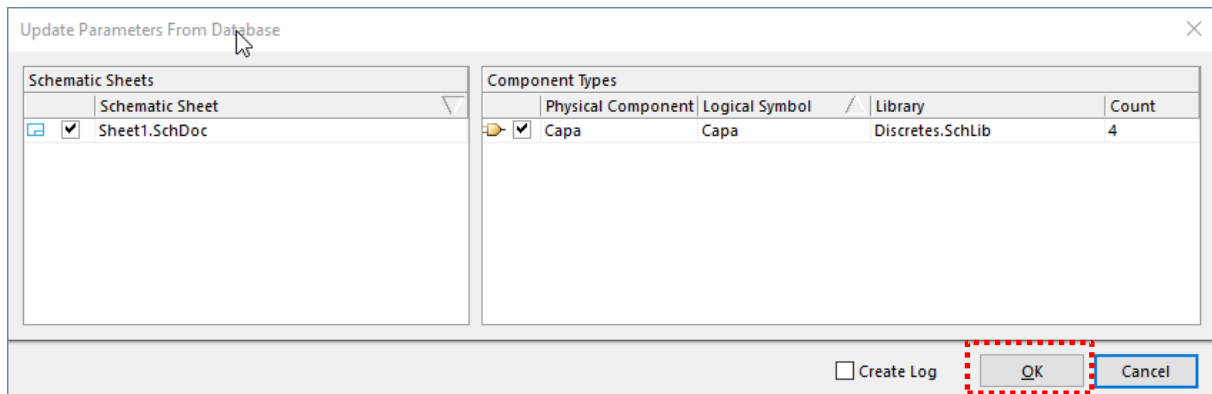 Update Parameters From Database
Schematic Sheets
Schematic Sheet
Sheet1.SchDoc
Component Types
Physical Component Logical Symbol Library Count
Capa Capa Discretes.SchLib 4
Create Log OK Cancel